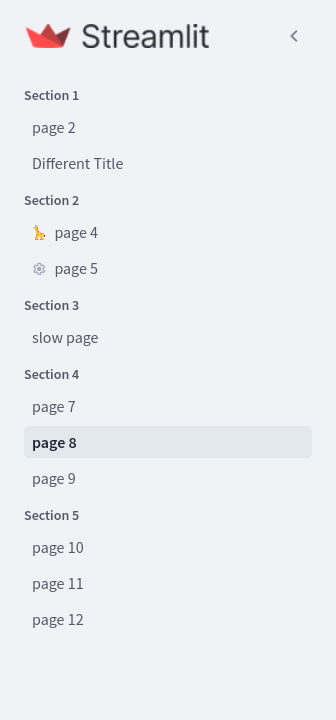 Streamlit
Section 1
page 2
Different Title
Section 2
page 4
page 5
Section 3
slow page
Section 4
page 7
page 8
page 9
Section 5
page 10
page 11
page 12